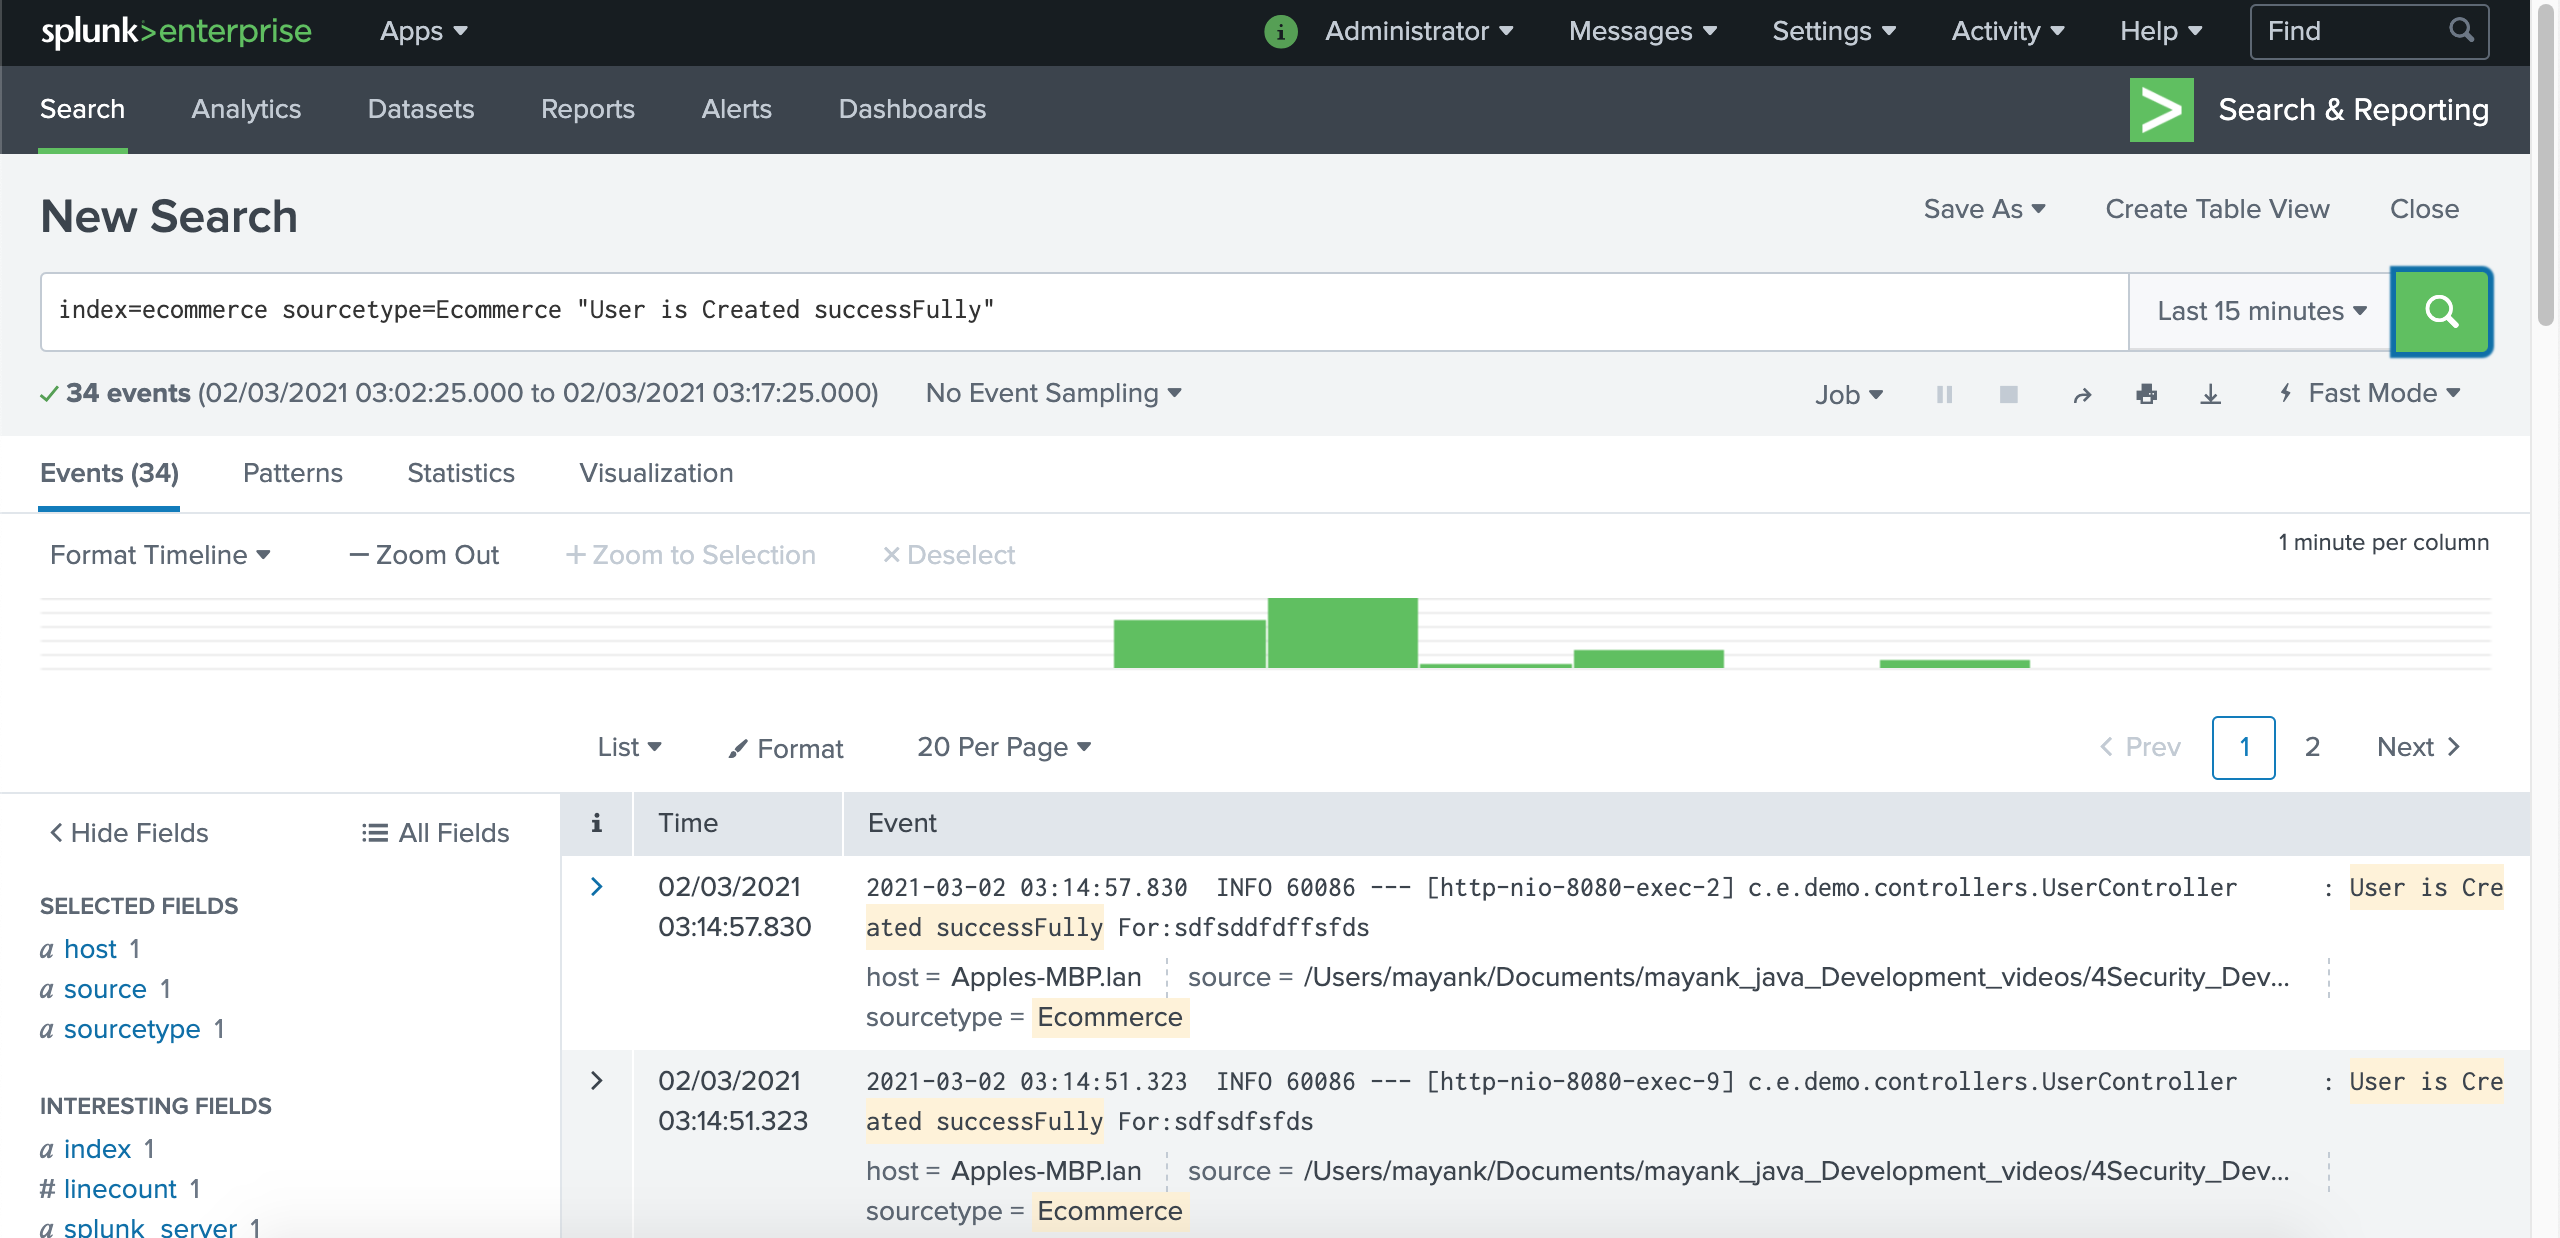 splunk>enterprise Apps Administrator Messages Settings Activity Help Find
Search Analytics Datasets Reports Alerts Dashboards Search & Reporting
New Search Save As Create Table View Close
index=ecommerce sourcetype=Ecommerce "User is Created successFully" Last 15 minutes
34 events (02/03/2021 03:02:25.000 to 02/03/2021 03:17:25.000) No Event Sampling Job Fast Mode
Events (34) Patterns Statistics Visualization
Format Timeline — Zoom Out + Zoom to Selection × Deselect 1 minute per column
List Format 20 Per Page < Prev 1 2 Next >
< Hide Fields All Fields
SELECTED FIELDS
a host 1
a source 1
a sourcetype 1
INTERESTING FIELDS
a index 1
# linecount 1
a splunk_server 1
i Time Event
> 02/03/2021 2021-03-02 03:14:57.830 INFO 60086 --- [http-nio-8080-exec-2] c.e.demo.controllers.UserController : User is Cre
03:14:57.830 ated successFully For:sdfsddfdffsfds
host = Apples-MBP.lan source = /Users/mayank/Documents/mayank_java_Development_videos/4Security_Dev...
sourcetype = Ecommerce
> 02/03/2021 2021-03-02 03:14:51.323 INFO 60086 --- [http-nio-8080-exec-9] c.e.demo.controllers.UserController : User is Cre
03:14:51.323 ated successFully For:sdfsdfsfds
host = Apples-MBP.lan source = /Users/mayank/Documents/mayank_java_Development_videos/4Security_Dev...
sourcetype = Ecommerce